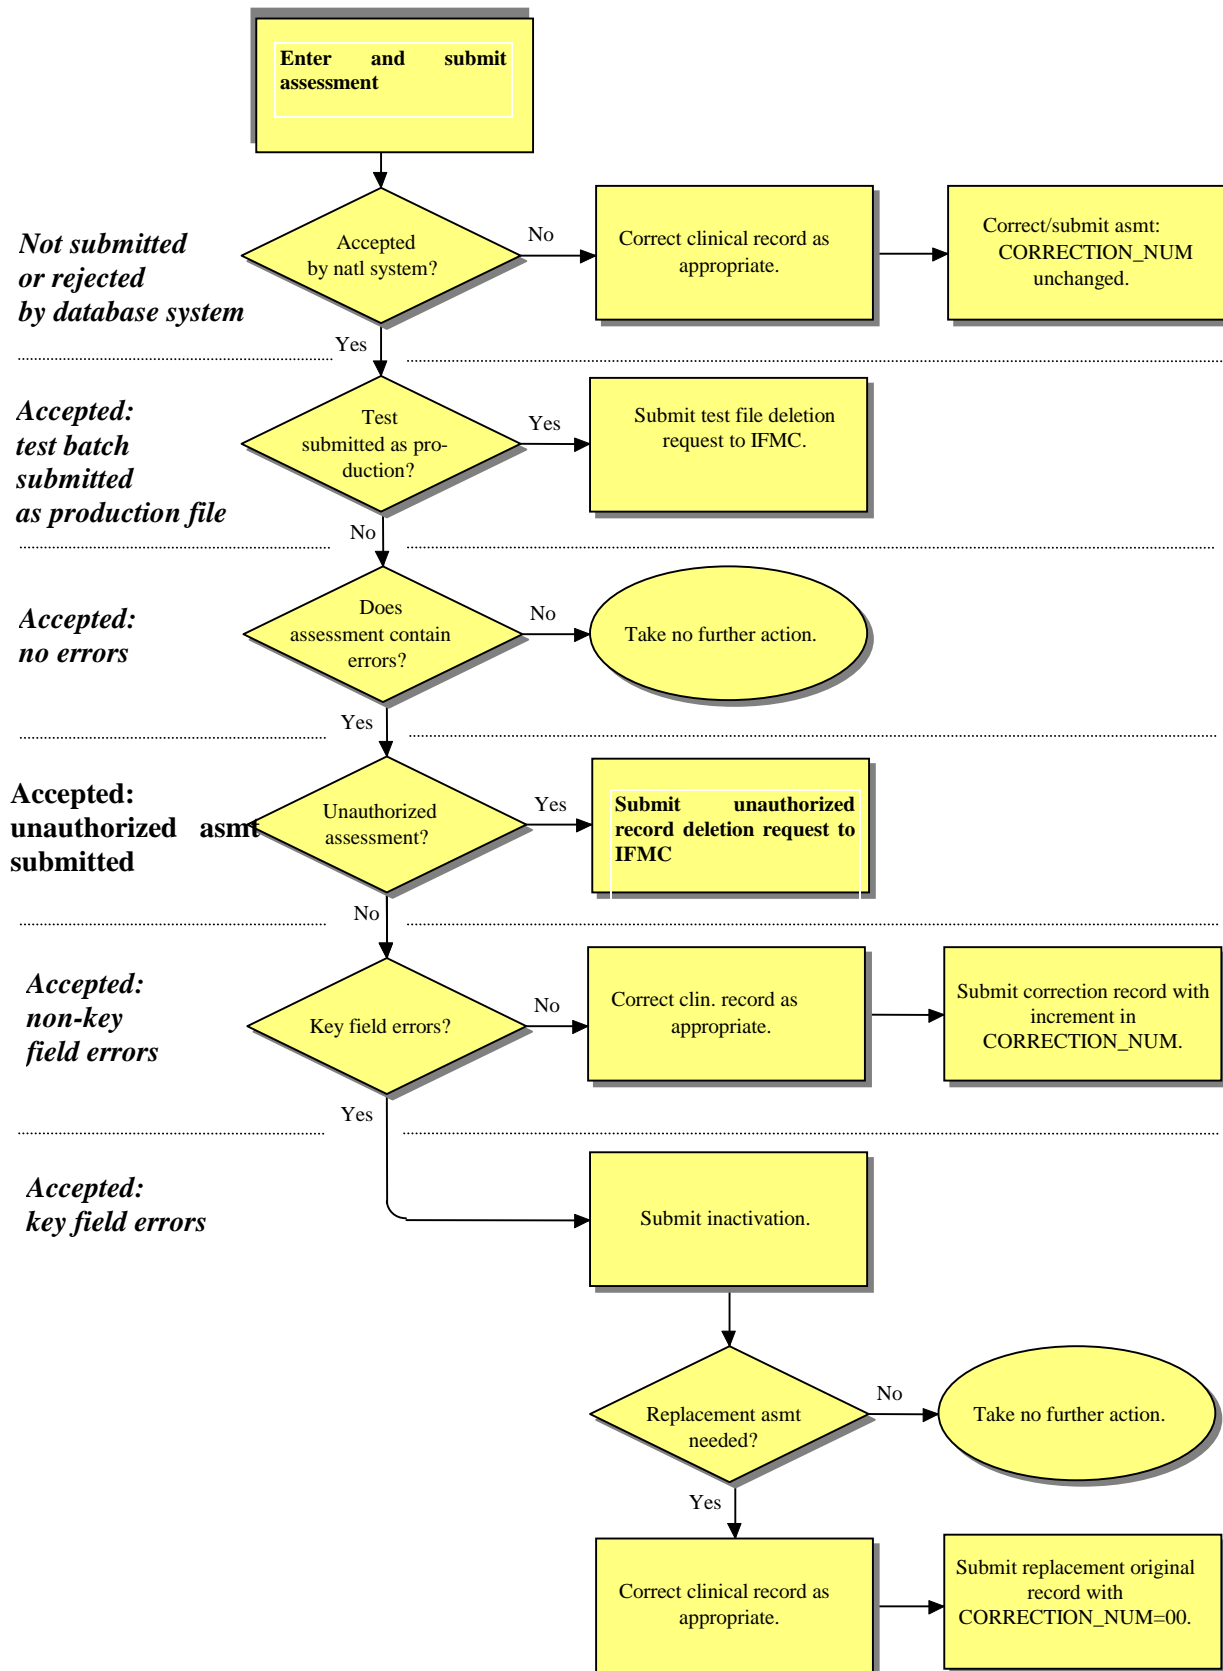 Enter and submit
assessment
Not submitted
or rejected
by database system
Accepted
by natl system?
No
Correct clinical record as
appropriate.
Correct/submit asmt:
CORRECTION_NUM
unchanged.
Yes
Accepted:
test batch
submitted
as production file
Test
submitted as pro-
duction?
Yes
Submit test file deletion
request to IFMC.
No
Accepted:
no errors
Does
assessment contain
errors?
No
Take no further action.
Yes
Accepted:
unauthorized asmt
submitted
Unauthorized
assessment?
Yes
Submit unauthorized
record deletion request to
IFMC
No
Accepted:
non-key
field errors
Key field errors?
No
Correct clin. record as
appropriate.
Submit correction record with
increment in
CORRECTION_NUM.
Yes
Accepted:
key field errors
Submit inactivation.
Replacement asmt
needed?
No
Take no further action.
Yes
Correct clinical record as
appropriate.
Submit replacement original
record with
CORRECTION_NUM=00.